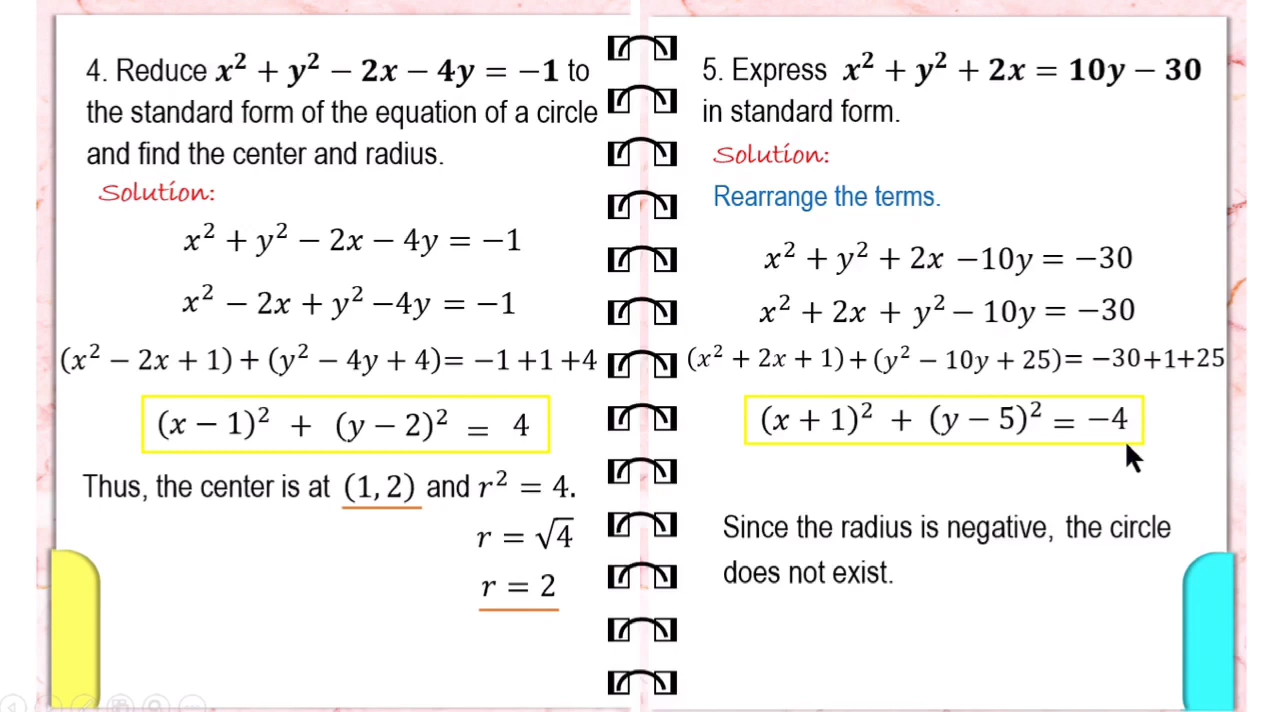 4. Reduce x² + y² − 2x − 4y = −1 to
the standard form of the equation of a circle
and find the center and radius.
Solution:
x² + y² − 2x − 4y = −1
x² − 2x + y² −4y = −1
(x² − 2x + 1) + (y² − 4y + 4)= −1 +1 +4
(x − 1)² + (y − 2)² = 4
Thus, the center is at (1, 2) and r² = 4.
r = √4
r = 2
5. Express x² + y² + 2x = 10y − 30
in standard form.
Solution:
Rearrange the terms.
x² + y² + 2x −10y = −30
x² + 2x + y² − 10y = −30
(x² + 2x + 1) + (y² − 10y + 25)= −30+1+25
(x + 1)² + (y − 5)² = −4
Since the radius is negative, the circle
does not exist.